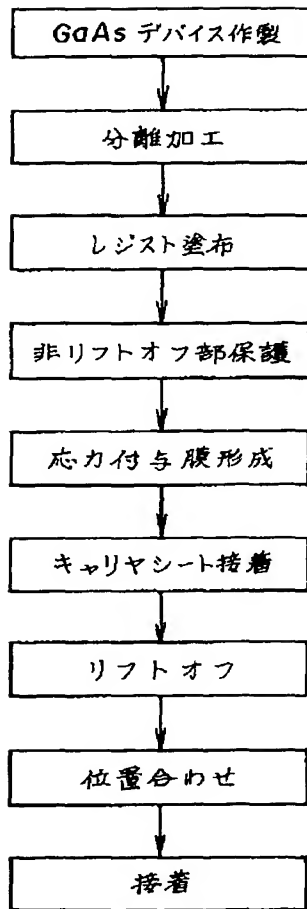 GaAs デバイス作製
分離加工
レジスト塗布
非リフトオフ部保護
応力付与膜形成
キャリヤシート接着
リフトオフ
位置合わせ
接着